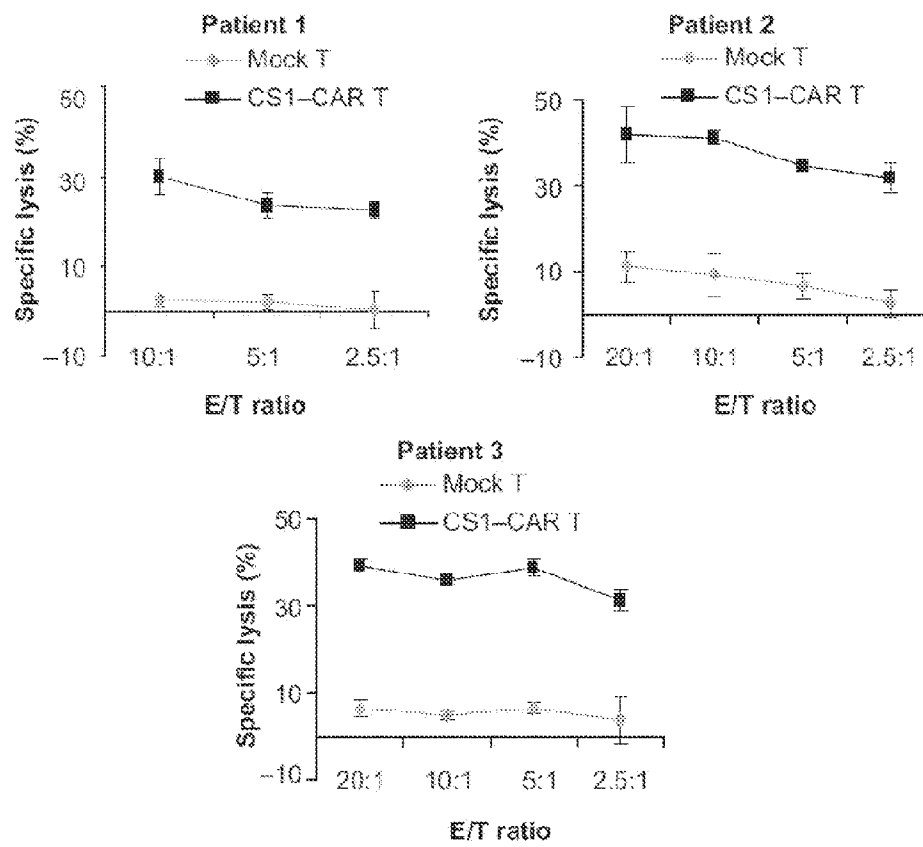 Patient 1
Mock T
CS1–CAR T
Specific lysis (%)
50
30
10
–10
10:1
5:1
2.5:1
E/T ratio
Patient 2
Mock T
CS1–CAR T
Specific lysis (%)
50
30
10
–10
20:1
10:1
5:1
2.5:1
E/T ratio
Patient 3
Mock T
CS1–CAR T
Specific lysis (%)
50
30
10
–10
20:1
10:1
5:1
2.5:1
E/T ratio